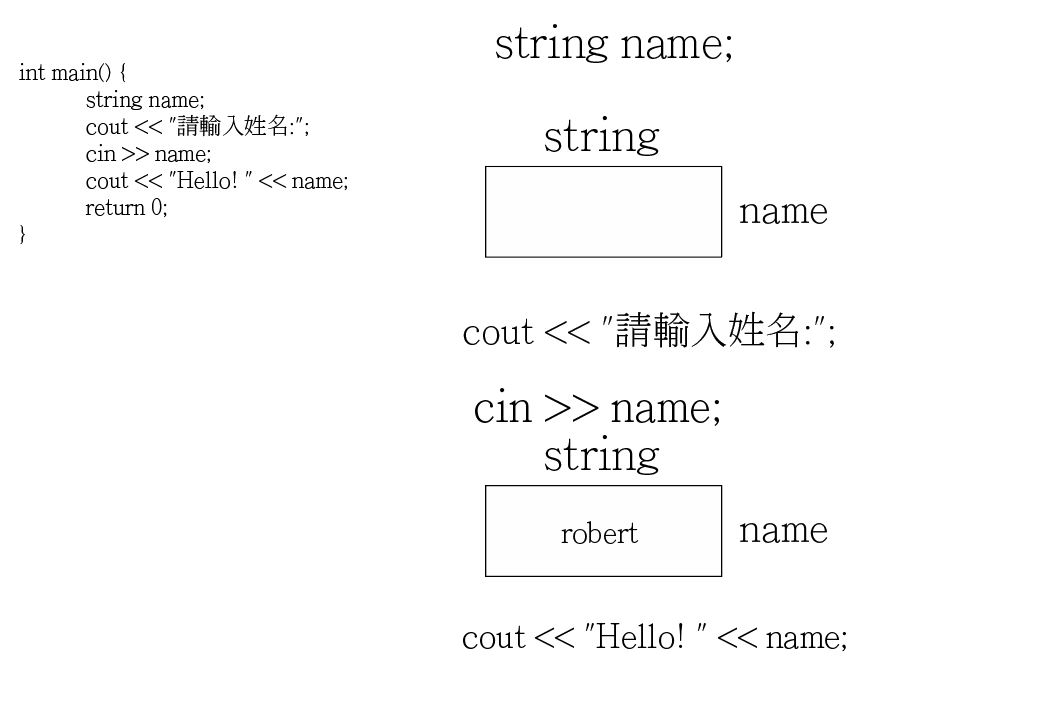 int main() {
string name;
cout << "請輸入姓名:";
cin >> name;
cout << "Hello! " << name;
return 0;
}
string name;
string
name
cout << "請輸入姓名:";
cin >> name;
string
robert
name
cout << "Hello! " << name;